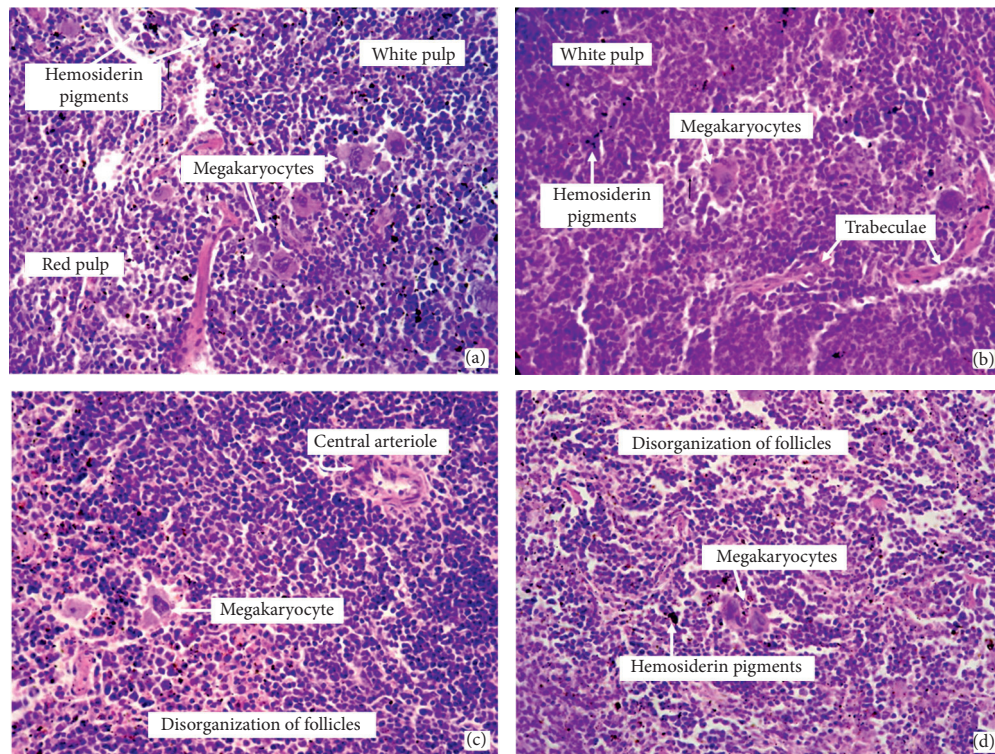 White pulp
Hemosiderin
pigments
Megakaryocytes
Red pulp
(a)
White pulp
Megakaryocytes
Hemosiderin
pigments
Trabeculae
(b)
Central arteriole
Megakaryocyte
Disorganization of follicles
(c)
Disorganization of follicles
Megakaryocytes
Hemosiderin pigments
(d)